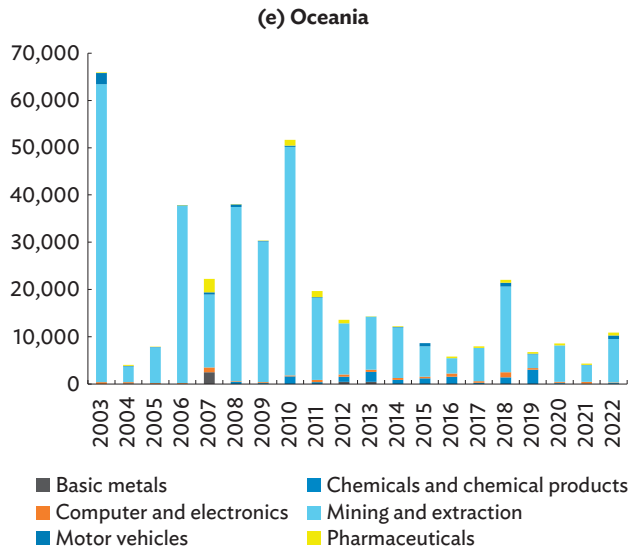 (e) Oceania
70,000
60,000
50,000
40,000
30,000
20,000
10,000
0
2003 2004 2005 2006 2007 2008 2009 2010 2011 2012 2013 2014 2015 2016 2017 2018 2019 2020 2021 2022
Basic metals Chemicals and chemical products
Computer and electronics Mining and extraction
Motor vehicles Pharmaceuticals